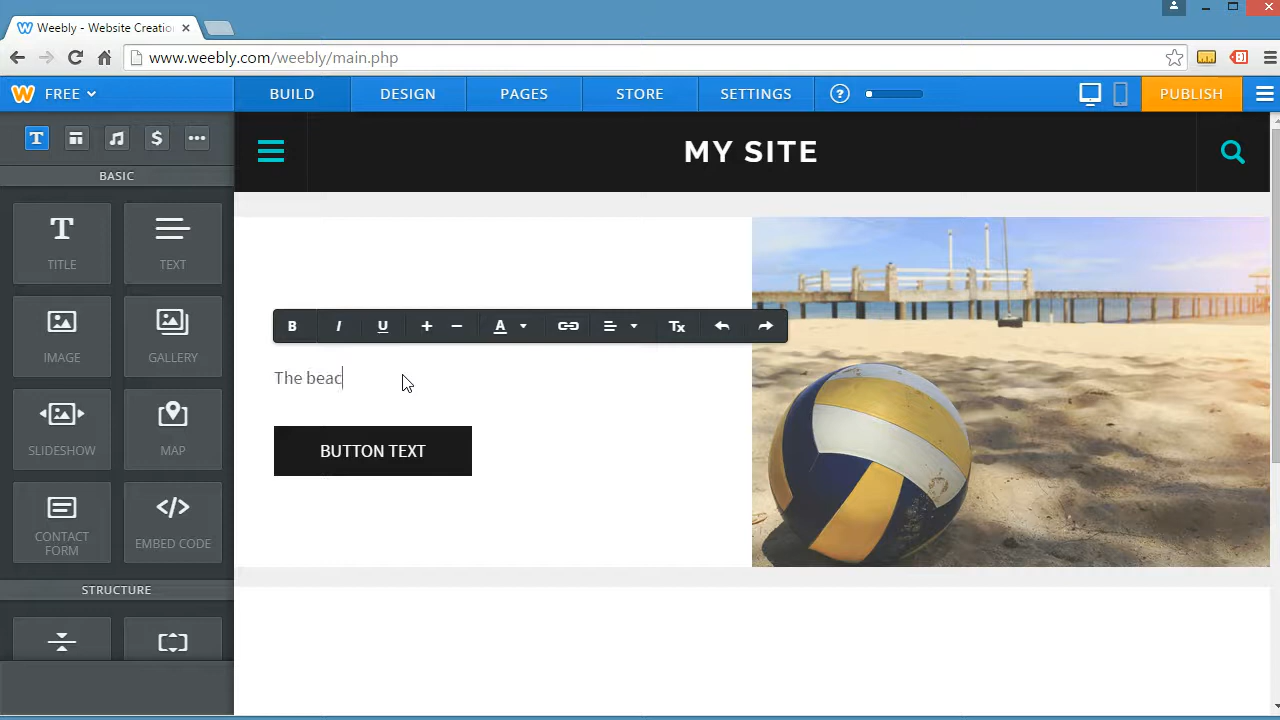 Weebly - Website Creatio
www.weebly.com/weebly/main.php
FREE
BUILD
DESIGN
PAGES
STORE
SETTINGS
?
PUBLISH
T
$
BASIC
MY SITE
T
TITLE
TEXT
IMAGE
GALLERY
SLIDESHOW
MAP
CONTACT
FORM
EMBED CODE
STRUCTURE
B I U + − A Tx
The beac
BUTTON TEXT